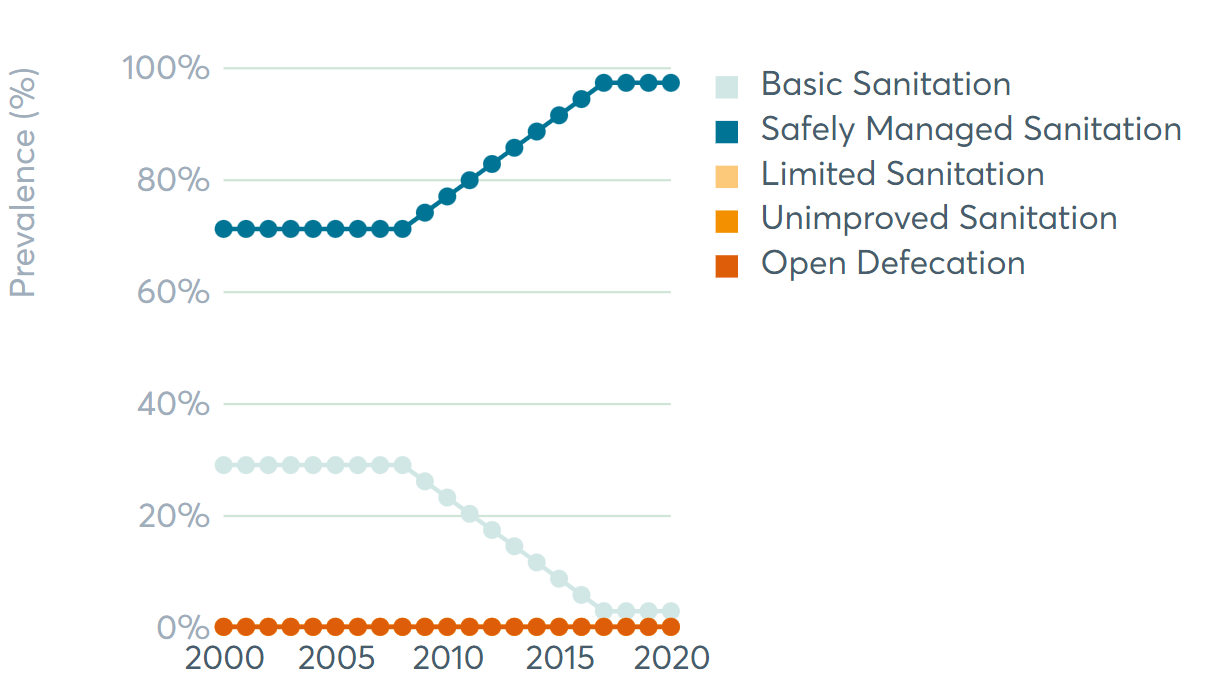 Prevalence (%)
100%
80%
60%
40%
20%
0%
2000 2005 2010 2015 2020
Basic Sanitation
Safely Managed Sanitation
Limited Sanitation
Unimproved Sanitation
Open Defecation